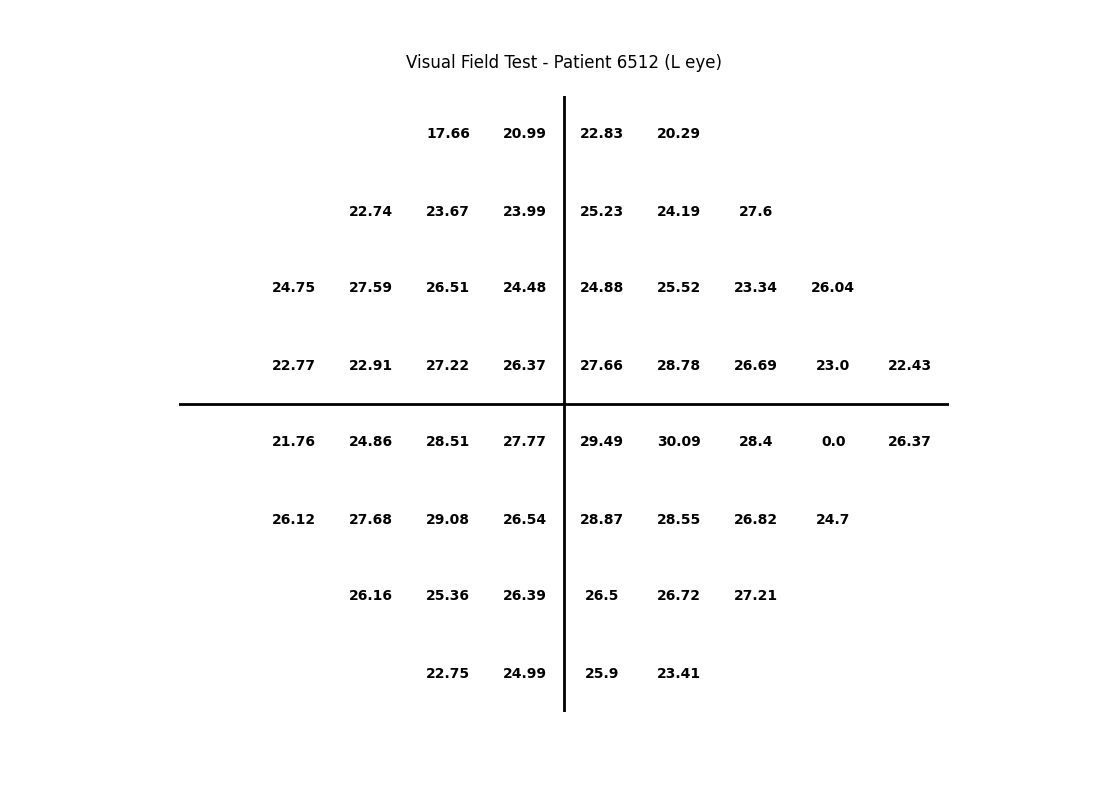 Visual Field Test - Patient 6512 (L eye)
17.66 20.99 22.83 20.29
22.74 23.67 23.99 25.23 24.19 27.6
24.75 27.59 26.51 24.48 24.88 25.52 23.34 26.04
22.77 22.91 27.22 26.37 27.66 28.78 26.69 23.0 22.43
21.76 24.86 28.51 27.77 29.49 30.09 28.4 0.0 26.37
26.12 27.68 29.08 26.54 28.87 28.55 26.82 24.7
26.16 25.36 26.39 26.5 26.72 27.21
22.75 24.99 25.9 23.41